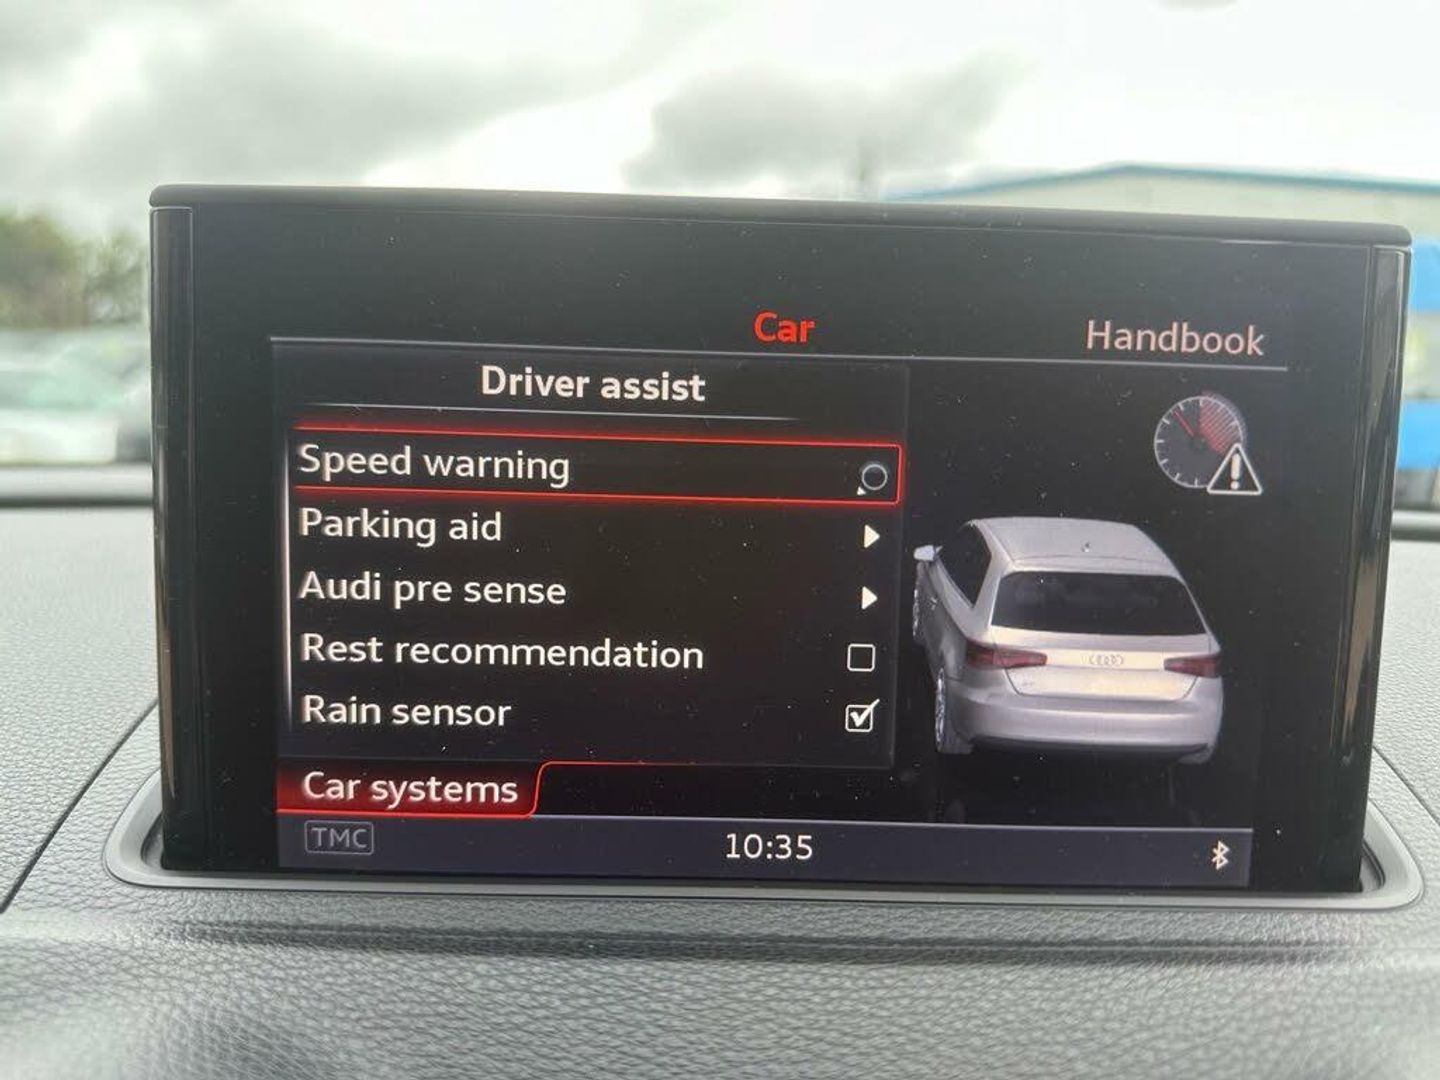 Car
Handbook
Driver assist
Speed warning
Parking aid
Audi pre sense
Rest recommendation
Rain sensor
Car systems
TMC
10:35